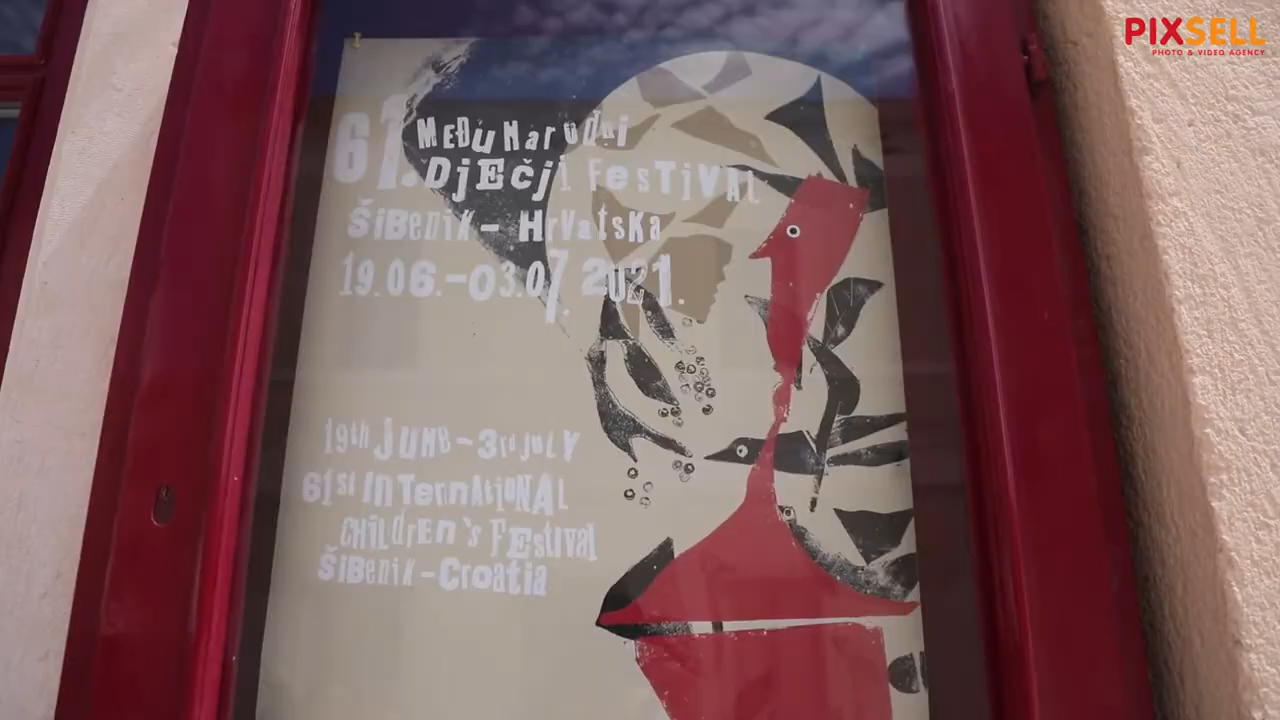 PIXSELL
PHOTO & VIDEO AGENCY
61. MEĐUNARODNI
DJEČJI FESTIVAL
ŠIBENIK - HRVATSKA
19.06.-03.07.2021.
19th JUNE - 3rd JULY
61st INTERNATIONAL
CHILDREN'S FESTIVAL
ŠIBENIK - CROATIA